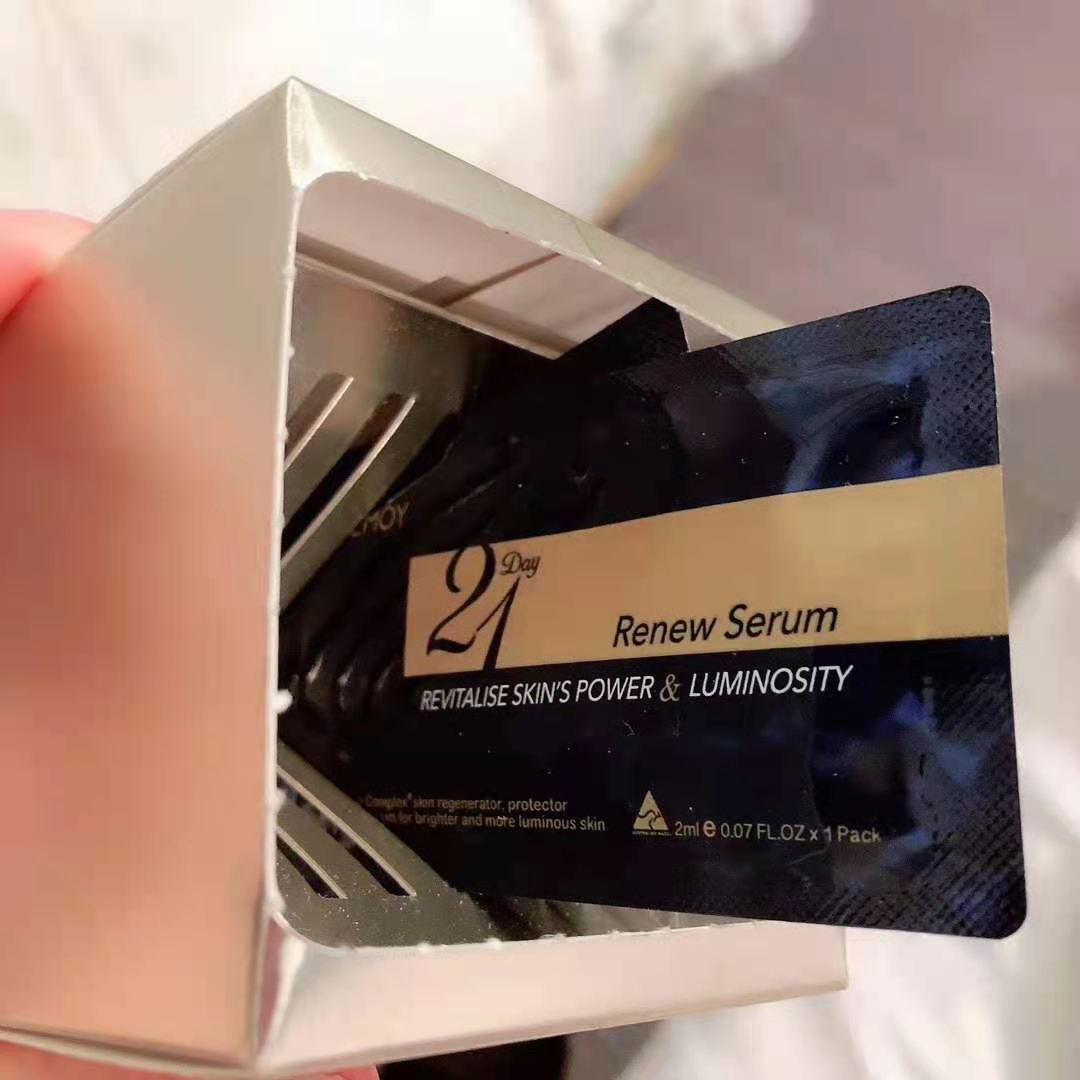 EMOY
21 Day
Renew Serum
REVITALISE SKIN'S POWER & LUMINOSITY
Complex® skin regenerator, protector
for brighter and more luminous skin
2ml e 0.07 FL.OZ x 1 Pack